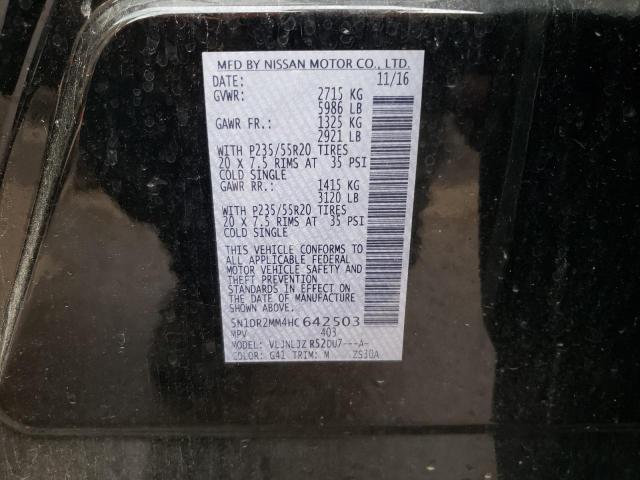 MFD BY NISSAN MOTOR CO., LTD.
DATE: 11/16
GVWR: 2715 KG
5986 LB
GAWR FR.: 1325 KG
2921 LB
WITH P235/55R20 TIRES
20 X 7.5 RIMS AT 35 PSI
COLD SINGLE
GAWR RR.: 1415 KG
3120 LB
WITH P235/55R20 TIRES
20 X 7.5 RIMS AT 35 PSI
COLD SINGLE
THIS VEHICLE CONFORMS TO
ALL APPLICABLE FEDERAL
MOTOR VEHICLE SAFETY AND
THEFT PREVENTION
STANDARDS IN EFFECT ON
THE DATE OF MANUFACTURE
SHOWN ABOVE.
5N1DR2MM4HC642503
MPV 403
MODEL: VLJNLJZ R52DU7---A-
COLOR: G41 TRIM: M ZS30A